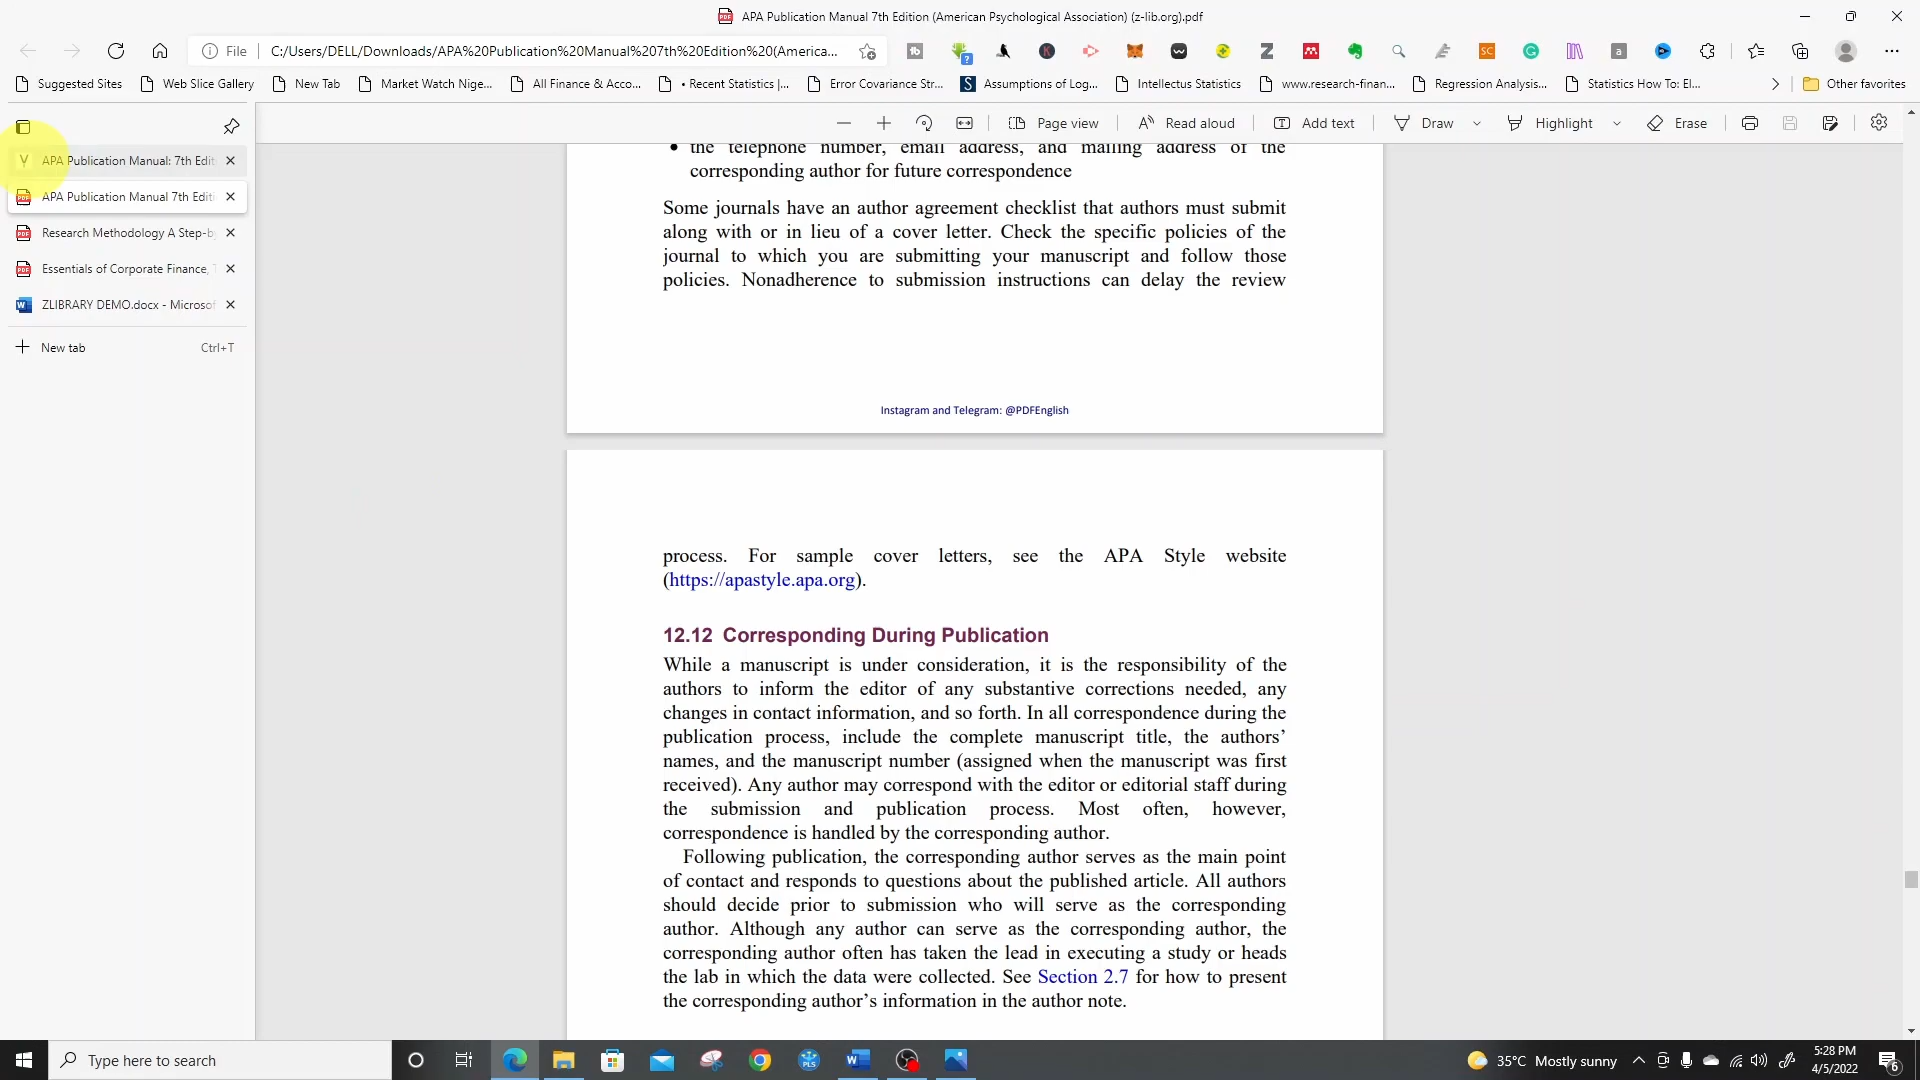 APA Publication Manual 7th Edition (American Psychological Association) (z-lib.org).pdf
File
C:/Users/DELL/Downloads/APA%20Publication%20Manual%207th%20Edition%20(America...
Suggested Sites
Web Slice Gallery
New Tab
Market Watch Nige...
All Finance & Acco...
• Recent Statistics |...
Error Covariance Str...
Assumptions of Log...
Intellectus Statistics
www.research-finan...
Regression Analysis...
Statistics How To: El...
Other favorites
Page view
Read aloud
Add text
Draw
Highlight
Erase
APA Publication Manual: 7th Edit
APA Publication Manual 7th Editi
Research Methodology A Step-b
Essentials of Corporate Finance,
ZLIBRARY DEMO.docx - Microsof
New tab
Ctrl+T
• the telephone number, email address, and mailing address of the
corresponding author for future correspondence
Some journals have an author agreement checklist that authors must submit
along with or in lieu of a cover letter. Check the specific policies of the
journal to which you are submitting your manuscript and follow those
policies. Nonadherence to submission instructions can delay the review
Instagram and Telegram: @PDFEnglish
process. For sample cover letters, see the APA Style website
(https://apastyle.apa.org).
12.12 Corresponding During Publication
While a manuscript is under consideration, it is the responsibility of the
authors to inform the editor of any substantive corrections needed, any
changes in contact information, and so forth. In all correspondence during the
publication process, include the complete manuscript title, the authors’
names, and the manuscript number (assigned when the manuscript was first
received). Any author may correspond with the editor or editorial staff during
the submission and publication process. Most often, however,
correspondence is handled by the corresponding author.
Following publication, the corresponding author serves as the main point
of contact and responds to questions about the published article. All authors
should decide prior to submission who will serve as the corresponding
author. Although any author can serve as the corresponding author, the
corresponding author often has taken the lead in executing a study or heads
the lab in which the data were collected. See Section 2.7 for how to present
the corresponding author’s information in the author note.
Type here to search
35°C Mostly sunny
5:28 PM
4/5/2022
6